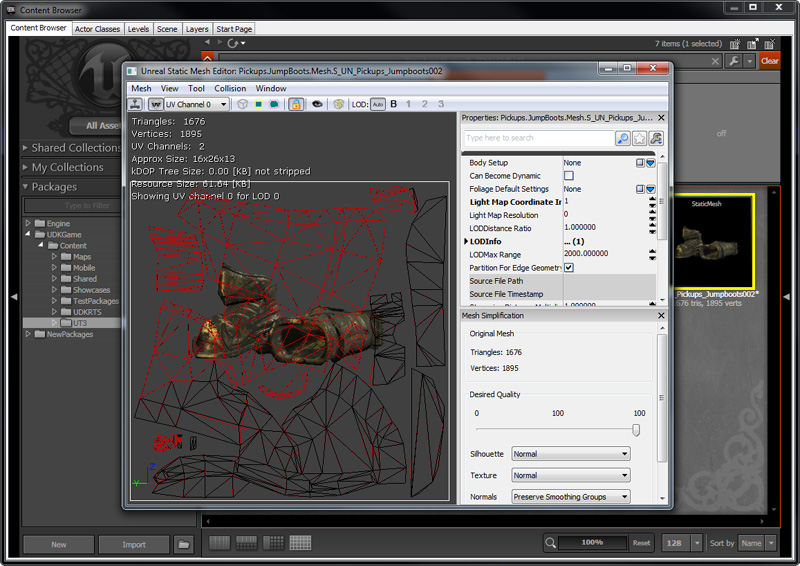 Content Browser
Content Browser Actor Classes Levels Scene Layers Start Page
7 items (1 selected)
Clear
All Asset
Shared Collections
My Collections
Packages
Type to Filter
Engine
UDKGame
Content
Maps
Mobile
Shared
Showcases
TestPackages
UDKRTS
UT3
NewPackages
New Import
Unreal Static Mesh Editor: Pickups.JumpBoots.Mesh.S_UN_Pickups_Jumpboots002
Mesh View Tool Collision Window
UV Channel 0 LOD: Auto B 1 2 3
Triangles: 1676
Vertices: 1895
UV Channels: 2
Approx Size: 16x26x13
kDOP Tree Size: 0.00 [KB] not stripped
Resource Size: 61.64 [KB]
Showing UV channel 0 for LOD 0
Z
Y
Properties: Pickups.JumpBoots.Mesh.S_UN_Pickups_Ju...
Type here to search
Body Setup None
Can Become Dynamic
Foliage Default Settings None
Light Map Coordinate Ir 1
Light Map Resolution 0
LODDistance Ratio 1.000000
LODInfo ... (1)
LODMax Range 2000.000000
Partition For Edge Geometry
Source File Path
Source File Timestamp
1.000000
Mesh Simplification
Original Mesh
Triangles: 1676
Vertices: 1895
Desired Quality
0 100 100
Silhouette Normal
Texture Normal
Normals Preserve Smoothing Groups
off
StaticMesh
_Pickups_Jumpboots002*
676 tris, 1895 verts
100% Reset 128 Sort by Name